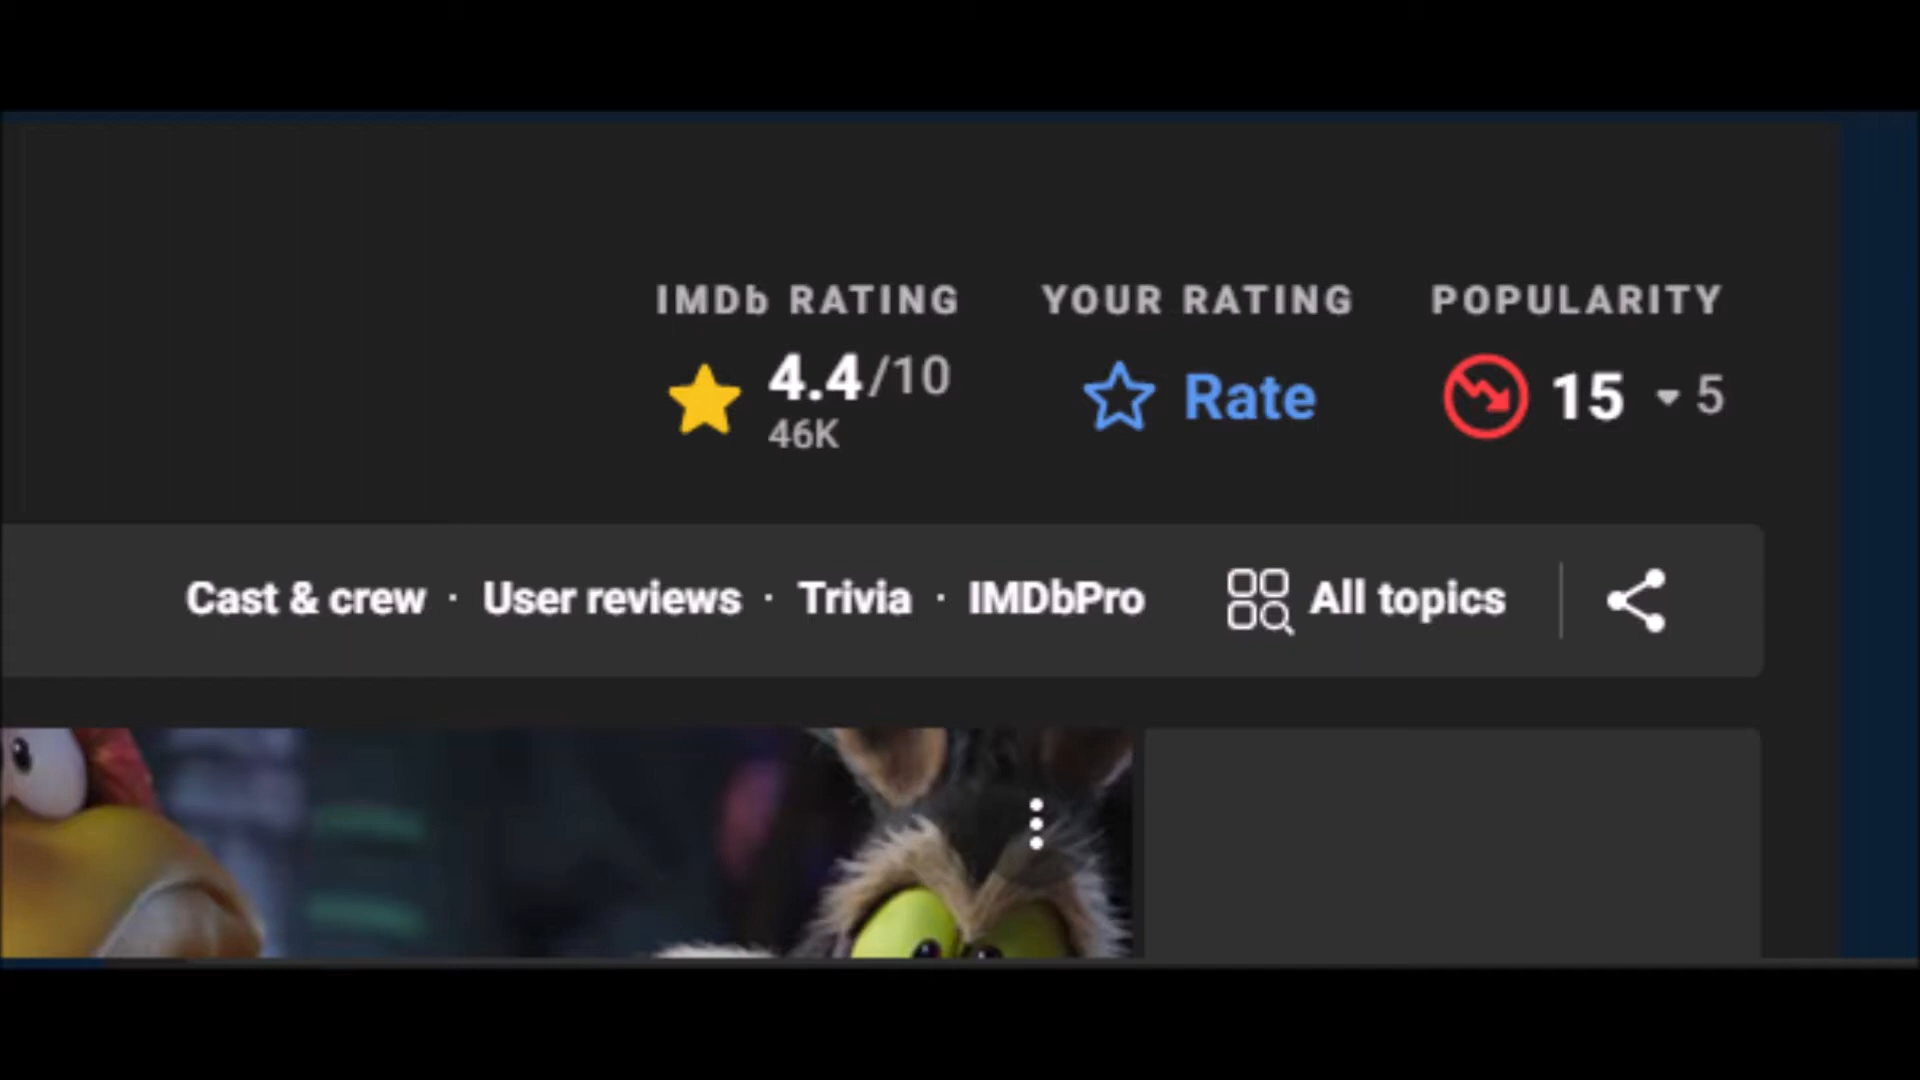 IMDb RATING YOUR RATING POPULARITY
4.4/10 Rate 15 5
46K
Cast & crew · User reviews · Trivia · IMDbPro All topics